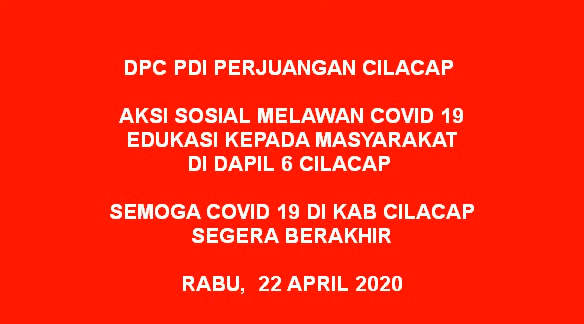 DPC PDI PERJUANGAN CILACAP
AKSI SOSIAL MELAWAN COVID 19
EDUKASI KEPADA MASYARAKAT
DI DAPIL 6 CILACAP
SEMOGA COVID 19 DI KAB CILACAP
SEGERA BERAKHIR
RABU,  22 APRIL 2020